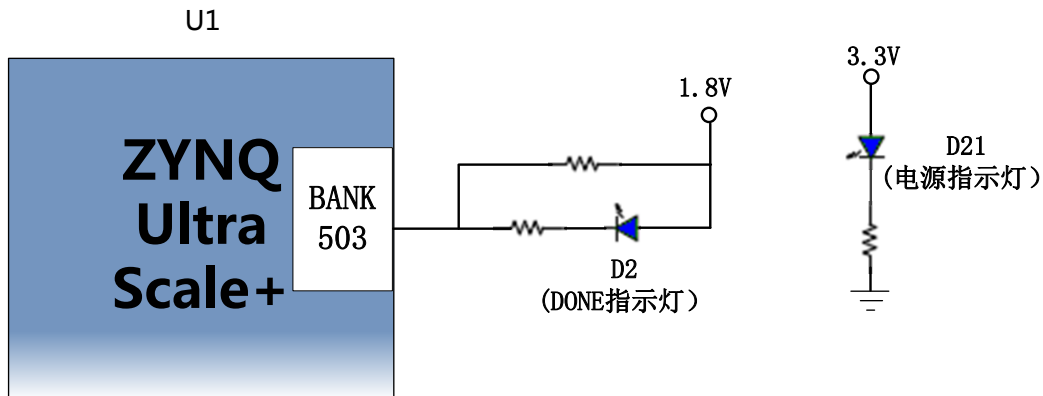 U1
ZYNQ
Ultra
Scale+
BANK
503
1.8V
D2
(DONE指示灯）
3.3V
D21
（电源指示灯）